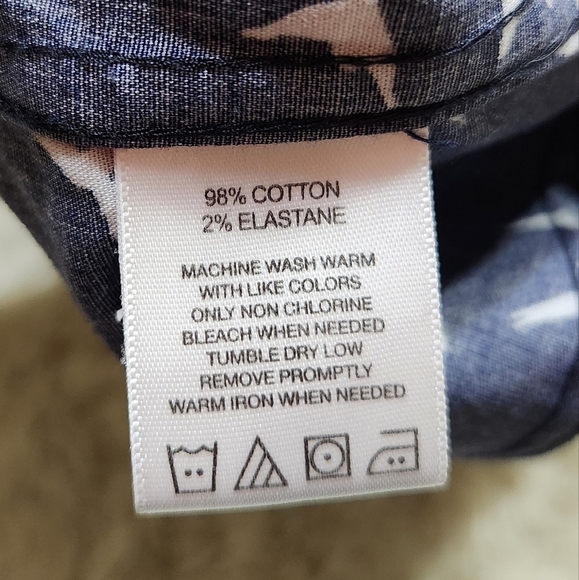 98% COTTON
2% ELASTANE
MACHINE WASH WARM
WITH LIKE COLORS
ONLY NON CHLORINE
BLEACH WHEN NEEDED
TUMBLE DRY LOW
REMOVE PROMPTLY
WARM IRON WHEN NEEDED